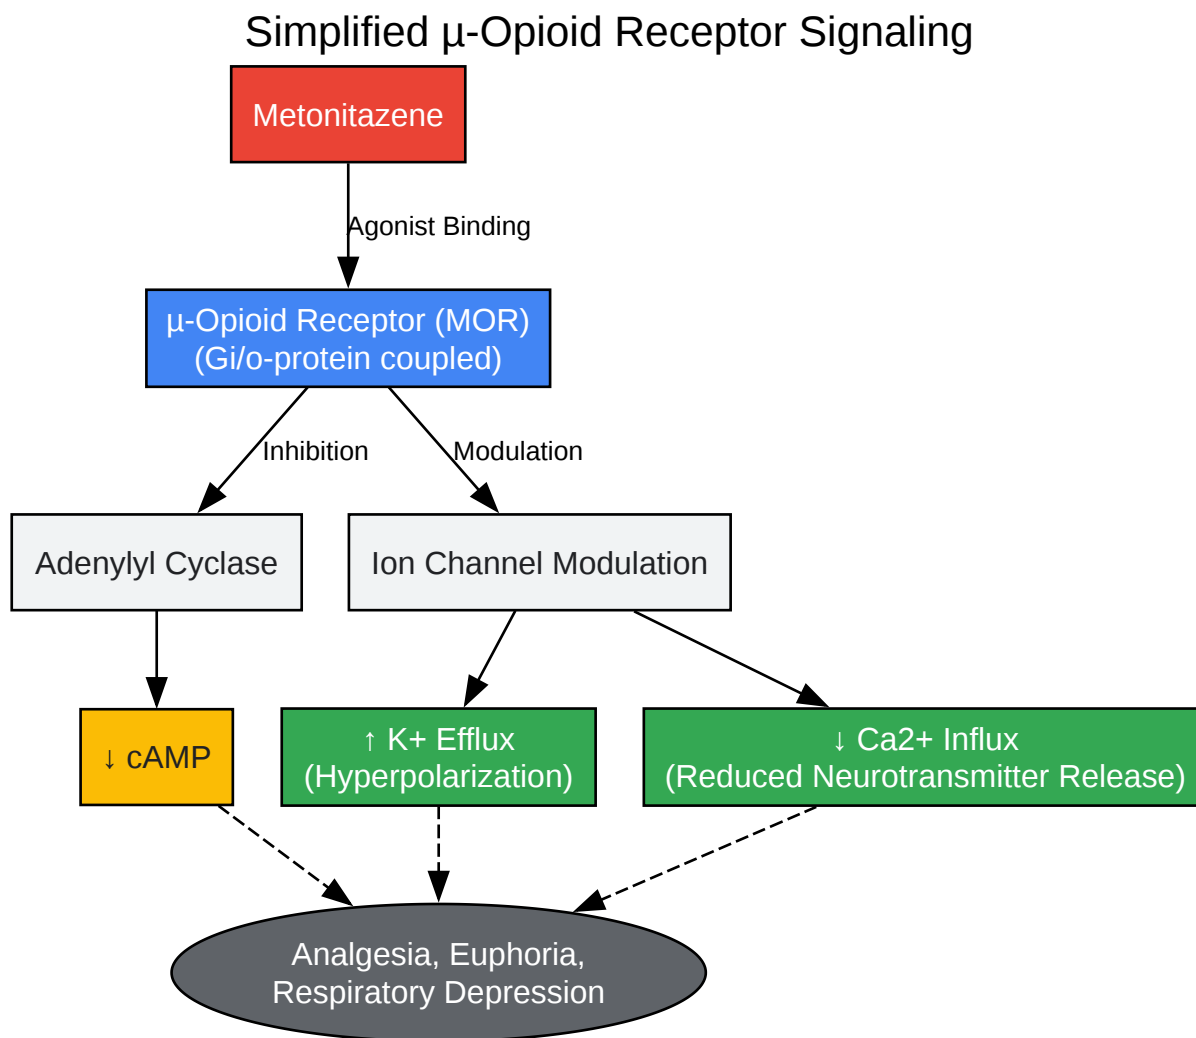 Simplified µ-Opioid Receptor Signaling
Metonitazene
Agonist Binding
µ-Opioid Receptor (MOR)
(Gi/o-protein coupled)
Inhibition
Modulation
Adenylyl Cyclase
Ion Channel Modulation
↓ cAMP
↑ K+ Efflux
(Hyperpolarization)
↓ Ca2+ Influx
(Reduced Neurotransmitter Release)
Analgesia, Euphoria,
Respiratory Depression